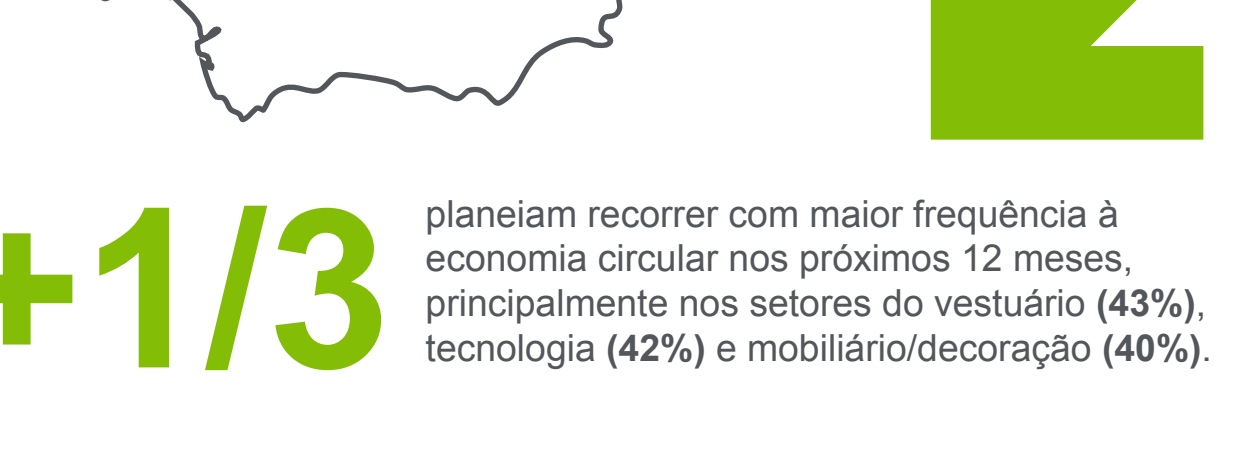 +1/3
planeiam recorrer com maior frequência à
economia circular nos próximos 12 meses,
principalmente nos setores do vestuário (43%),
tecnologia (42%) e mobiliário/decoração (40%).